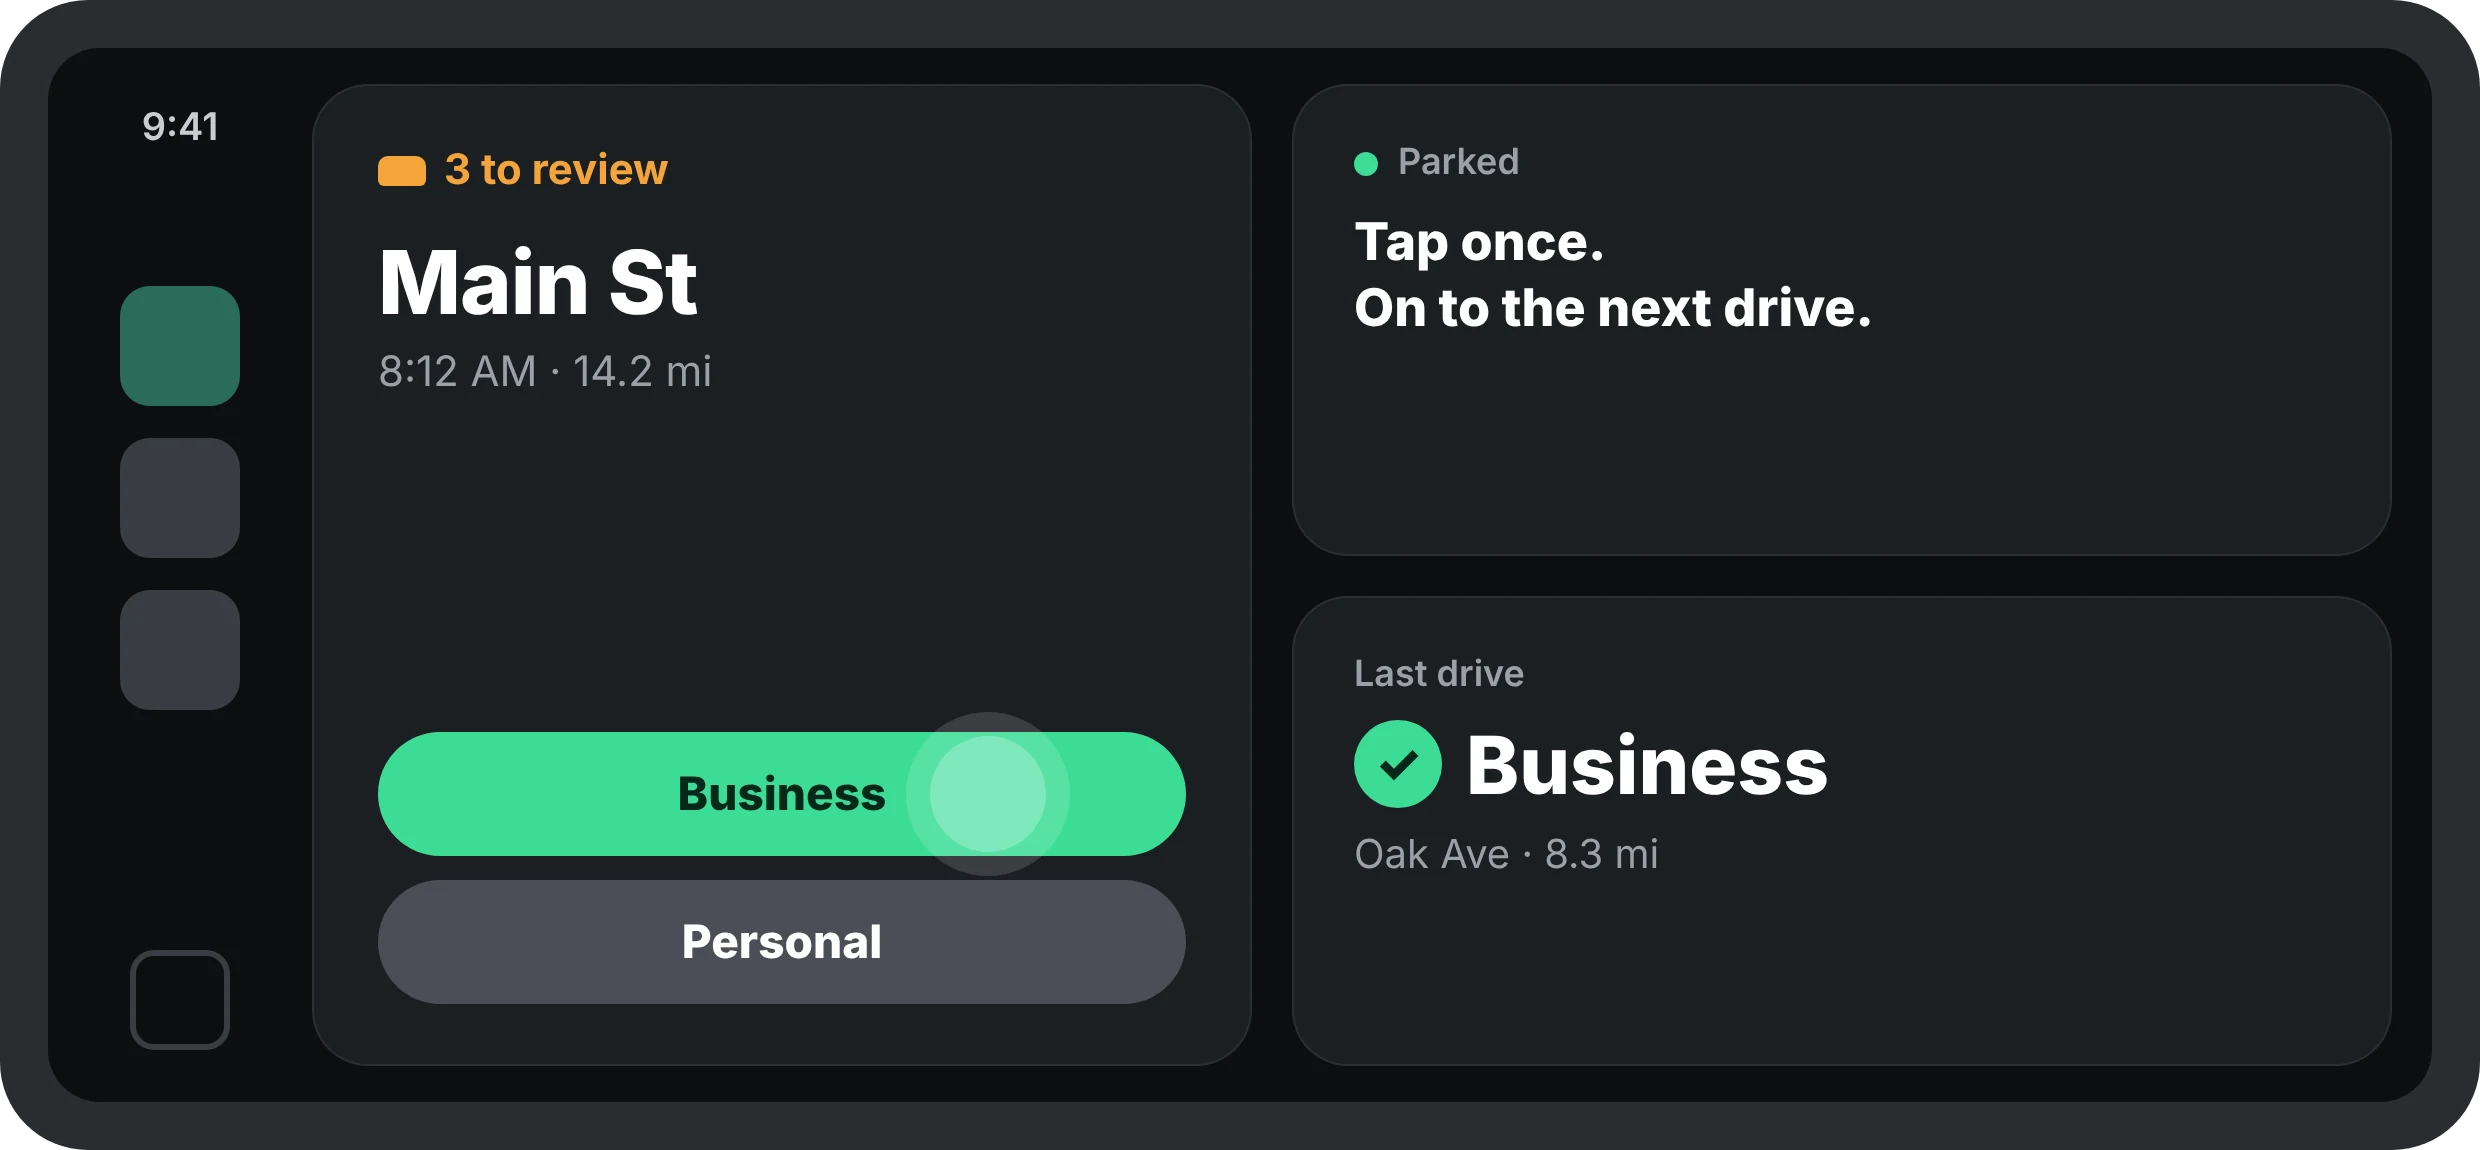 9:41
3 to review
Main St
8:12 AM · 14.2 mi
Business
Personal
Parked
Tap once.
On to the next drive.
Last drive
Business
Oak Ave · 8.3 mi